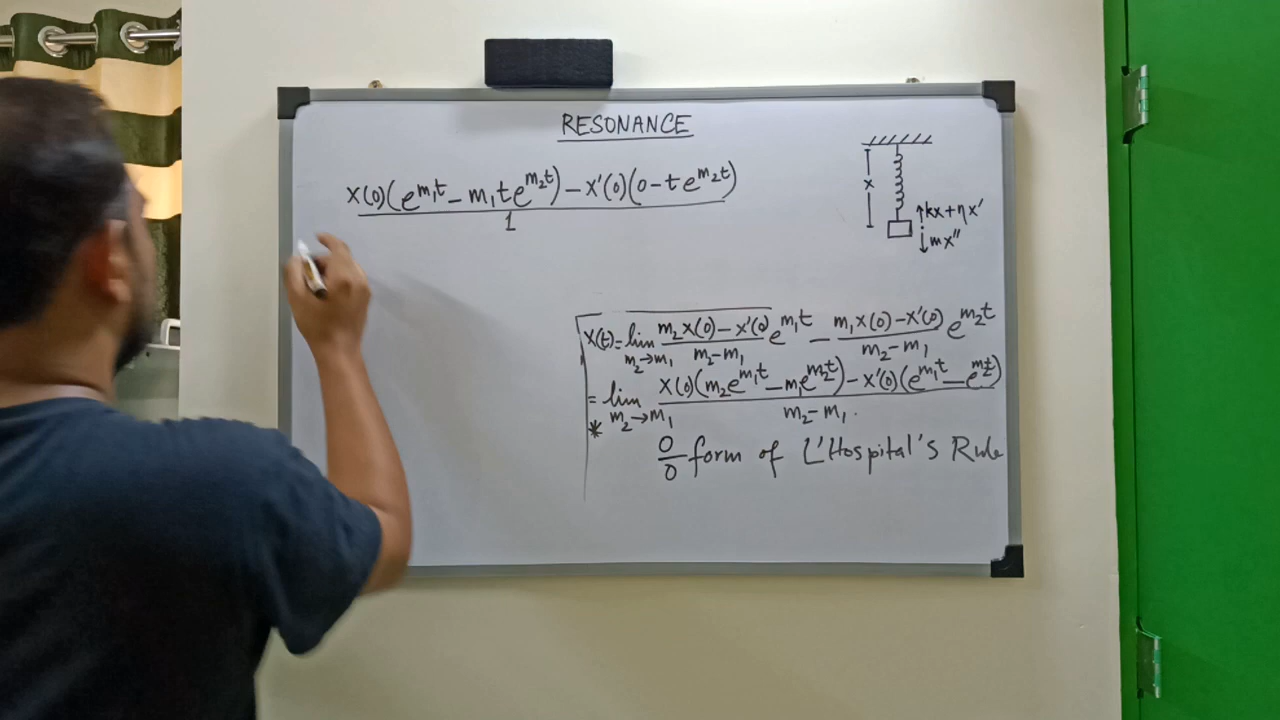 RESONANCE
x(0)(e^{m₁t} - m₁te^{m₂t}) - x'(0)(0 - te^{m₂t})
1
x
↑kx+ηx'
↓mx''
x(t)= lim m₂→m₁ (m₂x(0) - x'(0))/(m₂-m₁) e^{m₁t} - (m₁x(0) - x'(0))/(m₂-m₁) e^{m₂t}
= lim m₂→m₁ (x(0)(m₂e^{m₁t} - m₁e^{m₂t}) - x'(0)(e^{m₁t} - e^{m₂t}))/(m₂-m₁).
*
0/0 form of L'Hospital's Rule